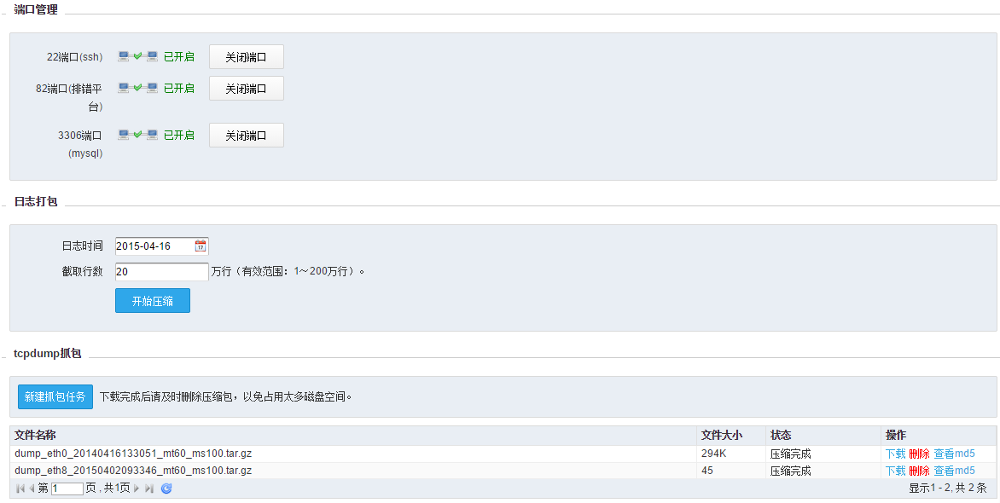 端口管理
22端口(ssh) 已开启 关闭端口
82端口(排错平 已开启 关闭端口
台)
3306端口 已开启 关闭端口
(mysql)
日志打包
日志时间 2015-04-16 17
截取行数 20 万行（有效范围：1～200万行）。
开始压缩
tcpdump抓包
新建抓包任务 下载完成后请及时删除压缩包，以免占用太多磁盘空间。
文件名称 文件大小 状态 操作
dump_eth0_20140416133051_mt60_ms100.tar.gz 294K 压缩完成 下载 删除 查看md5
dump_eth8_20150402093346_mt60_ms100.tar.gz 45 压缩完成 下载 删除 查看md5
第 1 页 , 共1页 显示1 - 2, 共 2 条